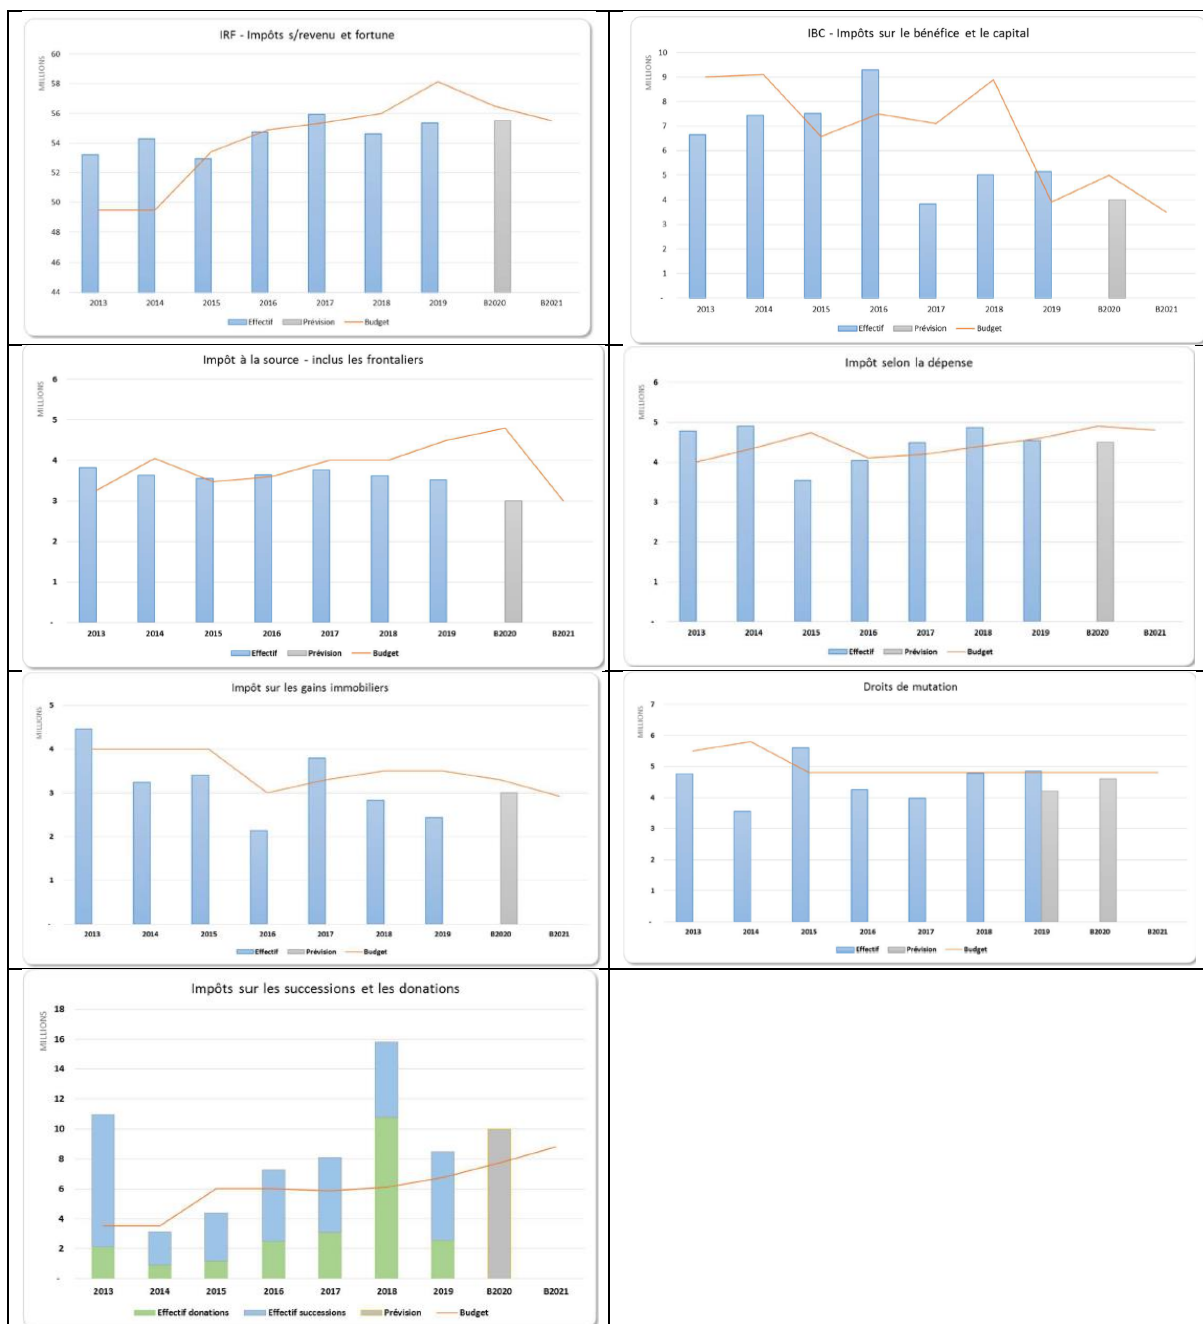 IRF - Impôts s/revenu et fortune
MILLIONS
60
58
56
54
52
50
48
46
44
2013 2014 2015 2016 2017 2018 2019 B2020 B2021
Effectif Prévision Budget
IBC - Impôts sur le bénéfice et le capital
MILLIONS
10
9
8
7
6
5
4
3
2
1
-
2013 2014 2015 2016 2017 2018 2019 B2020 B2021
Effectif Prévision Budget
Impôt à la source - inclus les frontaliers
MILLIONS
6
5
4
3
2
1
-
2013 2014 2015 2016 2017 2018 2019 B2020 B2021
Effectif Prévision Budget
Impôt selon la dépense
MILLIONS
6
5
4
3
2
1
-
2013 2014 2015 2016 2017 2018 2019 B2020 B2021
Effectif Prévision Budget
Impôt sur les gains immobiliers
MILLIONS
5
4
3
2
1
-
2013 2014 2015 2016 2017 2018 2019 B2020 B2021
Effectif Prévision Budget
Droits de mutation
MILLIONS
7
6
5
4
3
2
1
-
2013 2014 2015 2016 2017 2018 2019 B2020 B2021
Effectif Prévision Budget
Impôts sur les successions et les donations
MILLIONS
18
16
14
12
10
8
6
4
2
-
2013 2014 2015 2016 2017 2018 2019 B2020 B2021
Effectif donations Effectif successions Prévision Budget